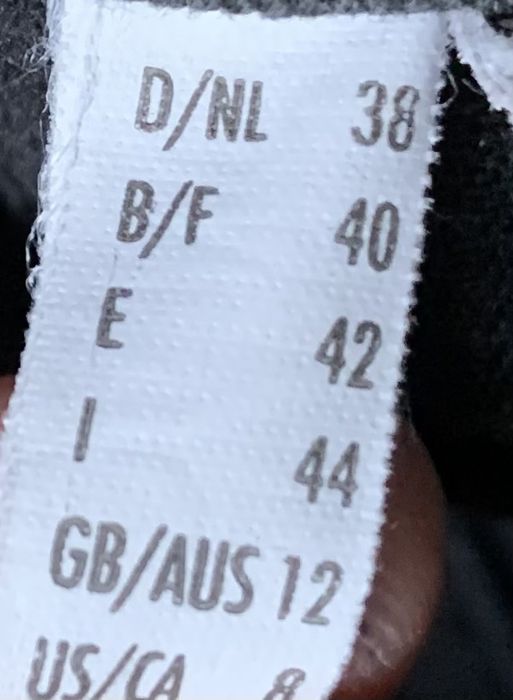 D/NL 38
B/F 40
E 42
I 44
GB/AUS 12
US/CA 8